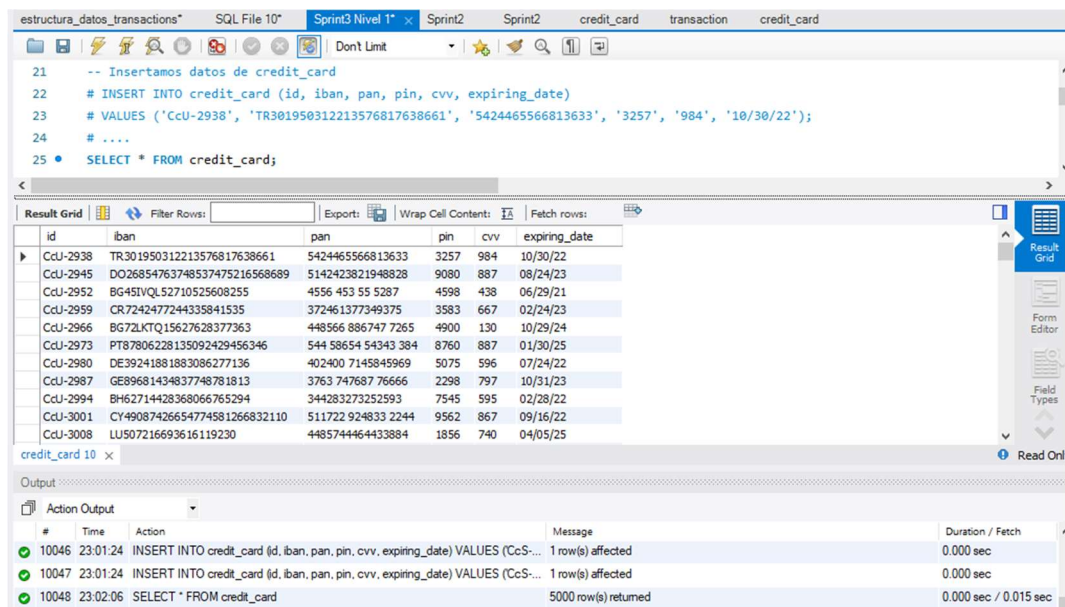 estructura_datos_transactions* SQL File 10* Sprint3 Nivel 1* × Sprint2 Sprint2 credit_card transaction credit_card
Don't Limit
21 -- Insertamos datos de credit_card
22 # INSERT INTO credit_card (id, iban, pan, pin, cvv, expiring_date)
23 # VALUES ('CcU-2938', 'TR301950312213576817638661', '5424465566813633', '3257', '984', '10/30/22');
24 # ....
25 SELECT * FROM credit_card;
Result Grid Filter Rows: Export: Wrap Cell Content: IA Fetch rows:
id iban pan pin cvv expiring_date
CcU-2938 TR301950312213576817638661 5424465566813633 3257 984 10/30/22
CcU-2945 DO26854763748537475216568689 5142423821948828 9080 887 08/24/23
CcU-2952 BG45IVQL52710525608255 4556 453 55 5287 4598 438 06/29/21
CcU-2959 CR7242477244335841535 372461377349375 3583 667 02/24/23
CcU-2966 BG72LKTQ15627628377363 448566 886747 7265 4900 130 10/29/24
CcU-2973 PT87806228135092429456346 544 58654 54343 384 8760 887 01/30/25
CcU-2980 DE39241881883086277136 402400 7145845969 5075 596 07/24/22
CcU-2987 GE89681434837748781813 3763 747687 76666 2298 797 10/31/23
CcU-2994 BH62714428368066765294 344283273252593 7545 595 02/28/22
CcU-3001 CY49087426654774581266832110 511722 924833 2244 9562 867 09/16/22
CcU-3008 LU507216693616119230 4485744464433884 1856 740 04/05/25
Result Grid
Form Editor
Field Types
credit_card 10 × Read Onl
Output
Action Output
# Time Action Message Duration / Fetch
10046 23:01:24 INSERT INTO credit_card (id, iban, pan, pin, cvv, expiring_date) VALUES ('CcS-... 1 row(s) affected 0.000 sec
10047 23:01:24 INSERT INTO credit_card (id, iban, pan, pin, cvv, expiring_date) VALUES ('CcS-... 1 row(s) affected 0.000 sec
10048 23:02:06 SELECT * FROM credit_card 5000 row(s) returned 0.000 sec / 0.015 sec